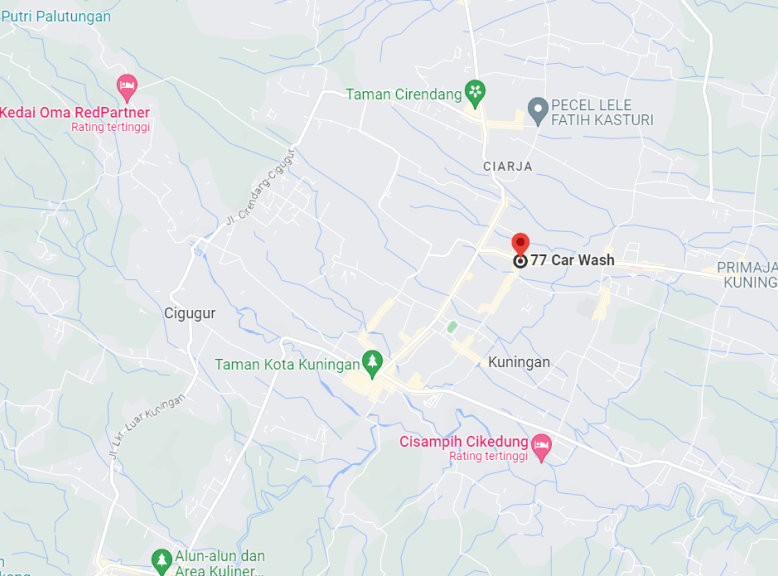 Putri Palutungan
Kedai Oma RedPartner
Rating tertinggi
Taman Cirendang
PECEL LELE
FATIH KASTURI
CIARJA
Jl. Cirendang-Cigugur
77 Car Wash
PRIMAJA
KUNING
Cigugur
Taman Kota Kuningan
Kuningan
Jl. Lkr. Luar Kuningan
Cisampih Cikedung
Rating tertinggi
Alun-alun dan
Area Kuliner...